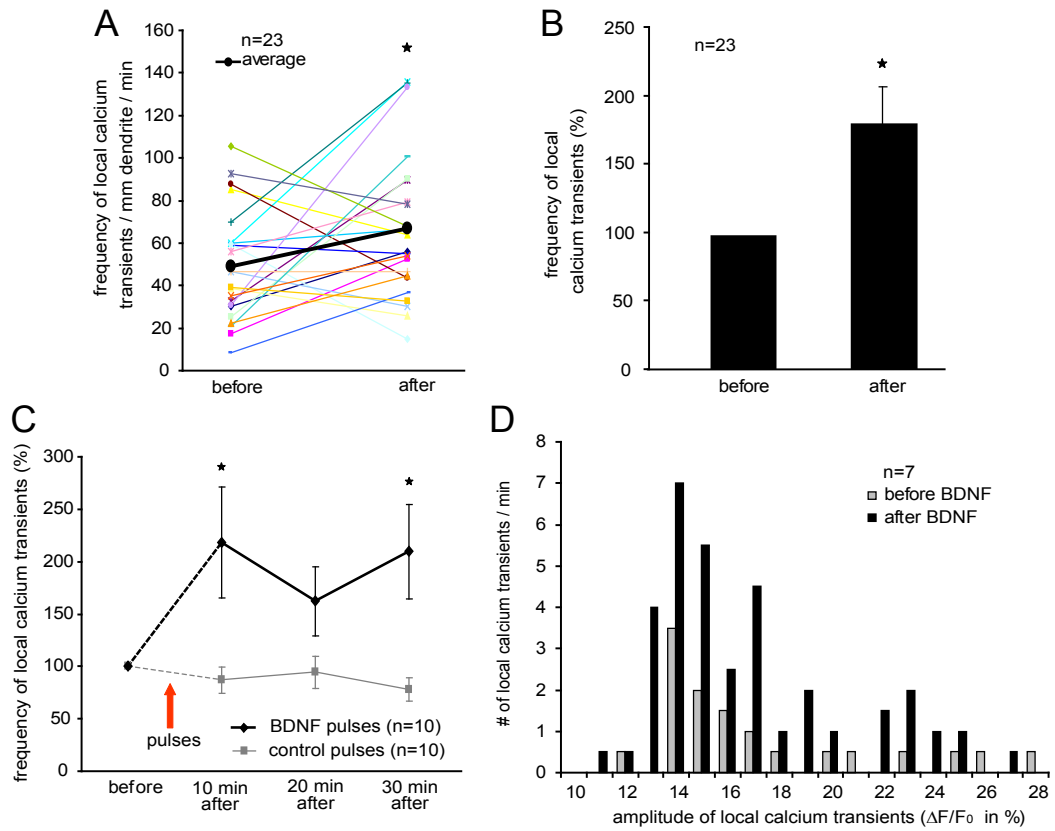 A
n=23
average
frequency of local calcium
transients / mm dendrite / min
160
140
120
100
80
60
40
20
0
before
after
B
n=23
frequency of local
calcium transients (%)
250
200
150
100
50
0
before
after
C
frequency of local calcium transients (%)
300
250
200
150
100
50
0
pulses
BDNF pulses (n=10)
control pulses (n=10)
before
10 min
after
20 min
after
30 min
after
D
n=7
before BDNF
after BDNF
# of local calcium transients / min
8
7
6
5
4
3
2
1
0
10 12 14 16 18 20 22 24 26 28
amplitude of local calcium transients (ΔF/F0 in %)